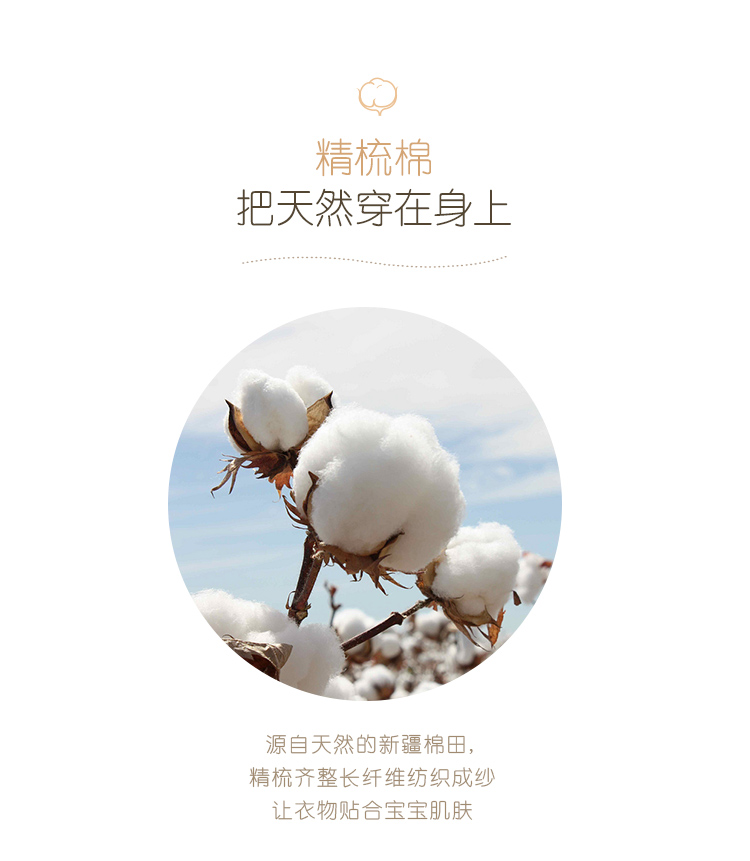 精梳棉
把天然穿在身上
源自天然的新疆棉田,
精梳齐整长纤维纺织成纱
让衣物贴合宝宝肌肤